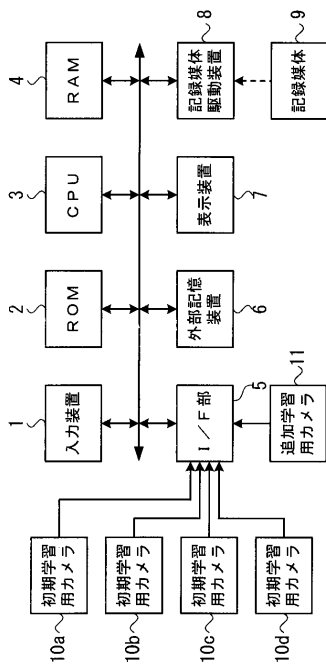 1
入力装置
2
ROM
3
CPU
4
RAM
I/F部
5
外部記憶
装置
6
表示装置
7
記録媒体
駆動装置
8
記録媒体
9
初期学習
用カメラ
10a
初期学習
用カメラ
10b
初期学習
用カメラ
10c
初期学習
用カメラ
10d
追加学習
用カメラ
11